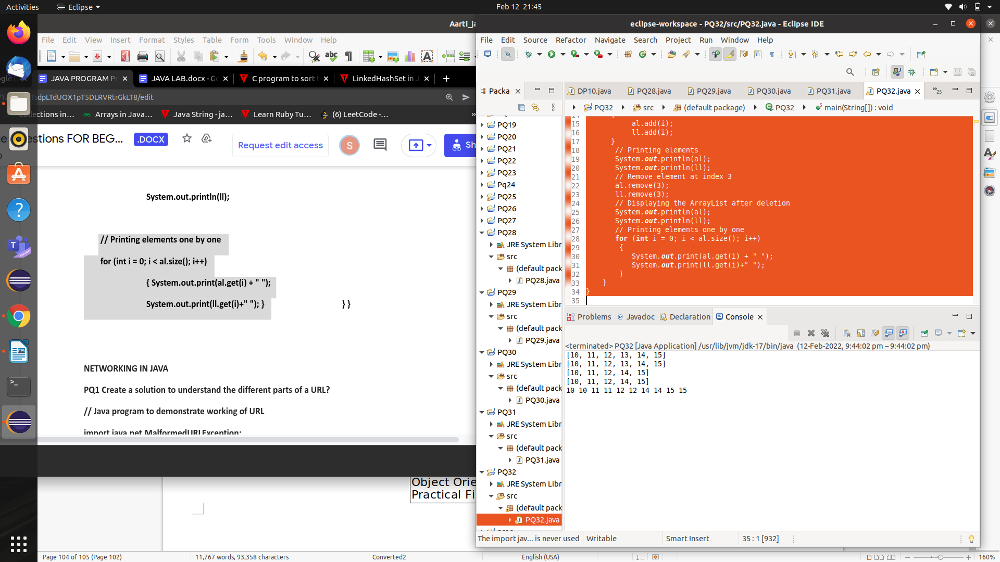 Activities
Eclipse
Feb 12 21:45
Aarti_ja
File Edit View Insert Format Styles Table Form Tools Window Help
JAVA PROGRAM Pr
JAVA LAB.docx - Go
C program to sort
LinkedHashSet in J
TsdpLTdUOX1pT5DLRVRtrGkLT8/edit
ollections in...
Arrays in Java...
Java String - ja...
Learn Ruby Tu...
(6) LeetCode -...
estions FOR BEG...
.DOCX
Request edit access
S
Sh
System.out.println(ll);
// Printing elements one by one
for (int i = 0; i < al.size(); i++)
{ System.out.print(al.get(i) + " ");
System.out.print(ll.get(i)+" "); } } }
NETWORKING IN JAVA
PQ1 Create a solution to understand the different parts of a URL?
// Java program to demonstrate working of URL
import java.net.MalformedURLException;
Object Orie
Practical Fi
Page 104 of 105 (Page 102)
11,767 words, 93,358 characters
Converted2
English (USA)
160%
eclipse-workspace - PQ32/src/PQ32.java - Eclipse IDE
File Edit Source Refactor Navigate Search Project Run Window Help
Packa
PQ19
PQ20
PQ21
PQ22
PQ23
Pq24
PQ25
PQ26
PQ27
PQ28
JRE System Libr
src
(default pack
PQ28.java
PQ29
JRE System Libr
src
(default pack
PQ29.java
PQ30
JRE System Libr
src
(default pack
PQ30.java
PQ31
JRE System Libr
src
(default pack
PQ31.java
PQ32
JRE System Libr
src
(default pack
PQ32.java
DP10.java
PQ28.java
PQ29.java
PQ30.java
PQ31.java
PQ32.java
»25
PQ32
src
(default package)
PQ32
main(String[]) : void
14 {
15 al.add(i);
16 ll.add(i);
17 }
18 // Printing elements
19 System.out.println(al);
20 System.out.println(ll);
21 // Remove element at index 3
22 al.remove(3);
23 ll.remove(3);
24 // Displaying the ArrayList after deletion
25 System.out.println(al);
26 System.out.println(ll);
27 // Printing elements one by one
28 for (int i = 0; i < al.size(); i++)
29 {
30 System.out.print(al.get(i) + " ");
31 System.out.print(ll.get(i)+" ");
32 }
33 }
34 }
35
Problems
@ Javadoc
Declaration
Console
<terminated> PQ32 [Java Application] /usr/lib/jvm/jdk-17/bin/java (12-Feb-2022, 9:44:02 pm – 9:44:02 pm)
[10, 11, 12, 13, 14, 15]
[10, 11, 12, 13, 14, 15]
[10, 11, 12, 14, 15]
[10, 11, 12, 14, 15]
10 10 11 11 12 12 14 14 15 15
The import jav... is never used
Writable
Smart Insert
35 : 1 [932]